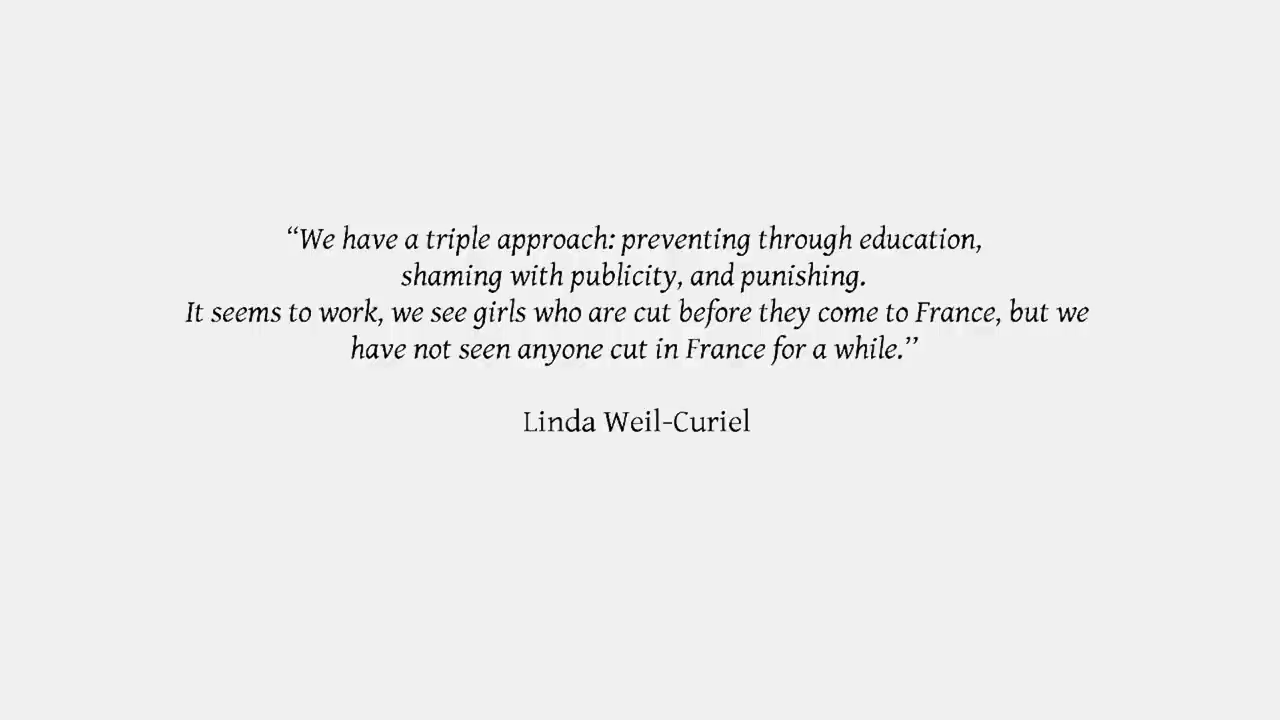 “We have a triple approach: preventing through education,
shaming with publicity, and punishing.
It seems to work, we see girls who are cut before they come to France, but we
have not seen anyone cut in France for a while.”
Linda Weil-Curiel